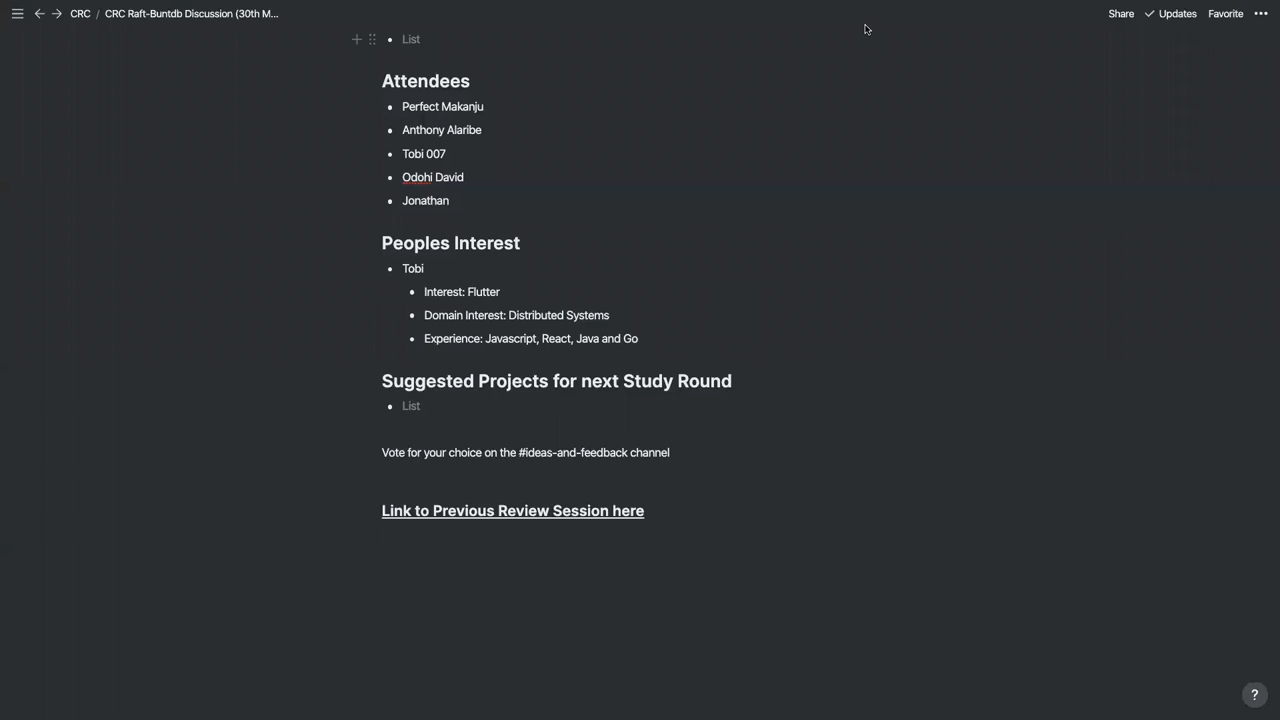 CRC / CRC Raft-Buntdb Discussion (30th M...
Share Updates Favorite
List
Attendees
Perfect Makanju
Anthony Alaribe
Tobi 007
Odohi David
Jonathan
Peoples Interest
Tobi
Interest: Flutter
Domain Interest: Distributed Systems
Experience: Javascript, React, Java and Go
Suggested Projects for next Study Round
List
Vote for your choice on the #ideas-and-feedback channel
Link to Previous Review Session here
?